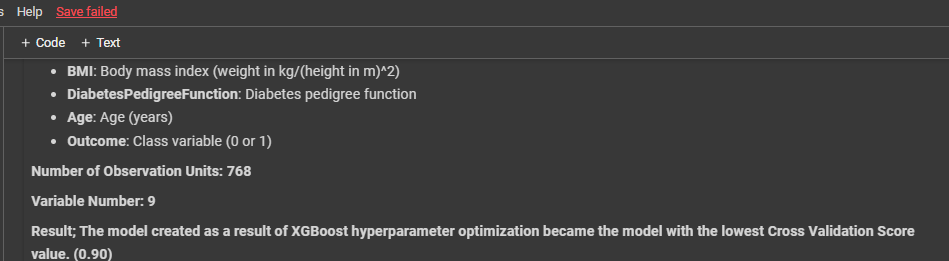 s Help Save failed
+ Code + Text
• BMI: Body mass index (weight in kg/(height in m)^2)
• DiabetesPedigreeFunction: Diabetes pedigree function
• Age: Age (years)
• Outcome: Class variable (0 or 1)
Number of Observation Units: 768
Variable Number: 9
Result; The model created as a result of XGBoost hyperparameter optimization became the model with the lowest Cross Validation Score
value. (0.90)